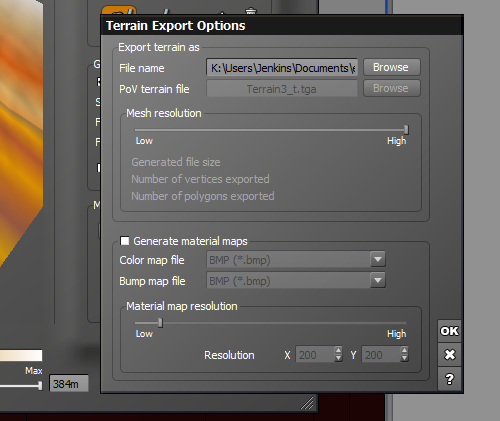 Terrain Export Options
Export terrain as
File name K:\Users\Jenkins\Documents\e Browse
PoV terrain file Terrain3_t.tga Browse
Mesh resolution
Low High
Generated file size
Number of vertices exported
Number of polygons exported
Generate material maps
Color map file BMP (*.bmp)
Bump map file BMP (*.bmp)
Material map resolution
Low High
Resolution X 200 Y 200
OK
?
Max
384m